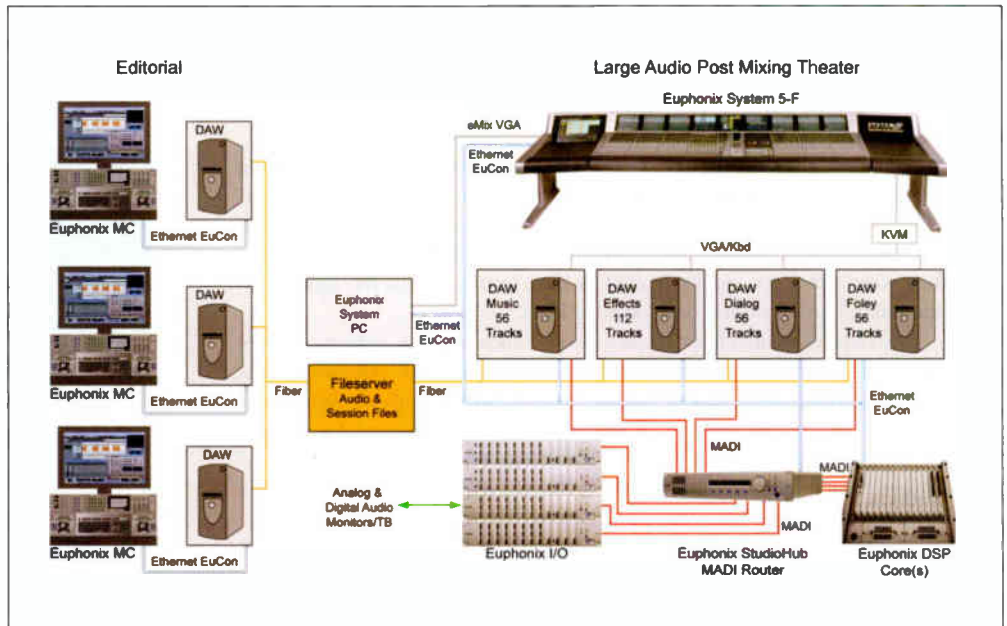 Editorial
Large Audio Post Mixing Theater
Euphonix System 5-F
eMix VGA
Ethernet
EuCon
DAW
Euphonix MC
Ethernet EuCon
KVM
VGA/Kbd
DAW
Music
56
Tracks
DAW
Effects
112
Tracks
DAW
Dialog
56
Tracks
DAW
Foley
56
Tracks
DAW
Euphonix MC
Ethernet EuCon
Euphonix
System
PC
Ethernet
EuCon
Fiber
Fileserver
Audio &
Session Files
Fiber
Ethernet
EuCon
MADI
MADI
DAW
Euphonix MC
Ethernet EuCon
Analog &
Digital Audio
Monitors/TB
MADI
Euphonix I/O
Euphonix StudioHub
MADI Router
Euphonix DSP
Core(s)